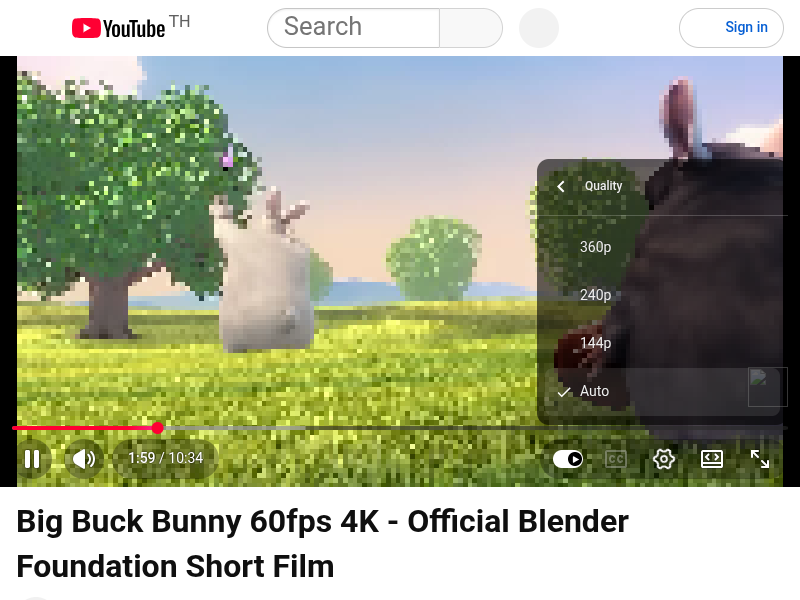 YouTube TH
Search
Sign in
Quality
360p
240p
144p
Auto
1:59 / 10:34
CC
Big Buck Bunny 60fps 4K - Official Blender
Foundation Short Film